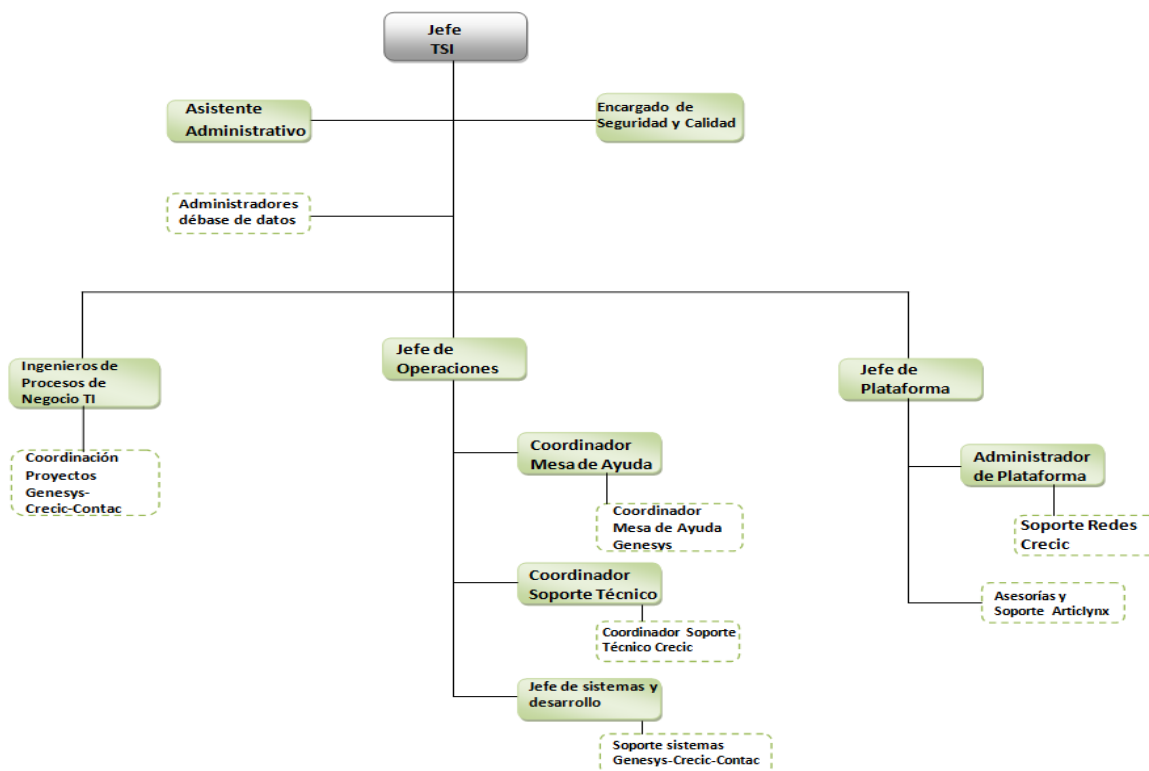 Jefe
TSI
Asistente
Administrativo
Encargado de
Seguridad y Calidad
Administradores
débase de datos
Ingenieros de
Procesos de
Negocio TI
Coordinación
Proyectos
Genesys-
Crecic-Contac
Jefe de
Operaciones
Coordinador
Mesa de Ayuda
Coordinador
Mesa de Ayuda
Genesys
Coordinador
Soporte Técnico
Coordinador Soporte
Técnico Crecic
Jefe de sistemas y
desarrollo
Soporte sistemas
Genesys-Crecic-Contac
Jefe de
Plataforma
Administrador
de Plataforma
Soporte Redes
Crecic
Asesorías y
Soporte Articlynx